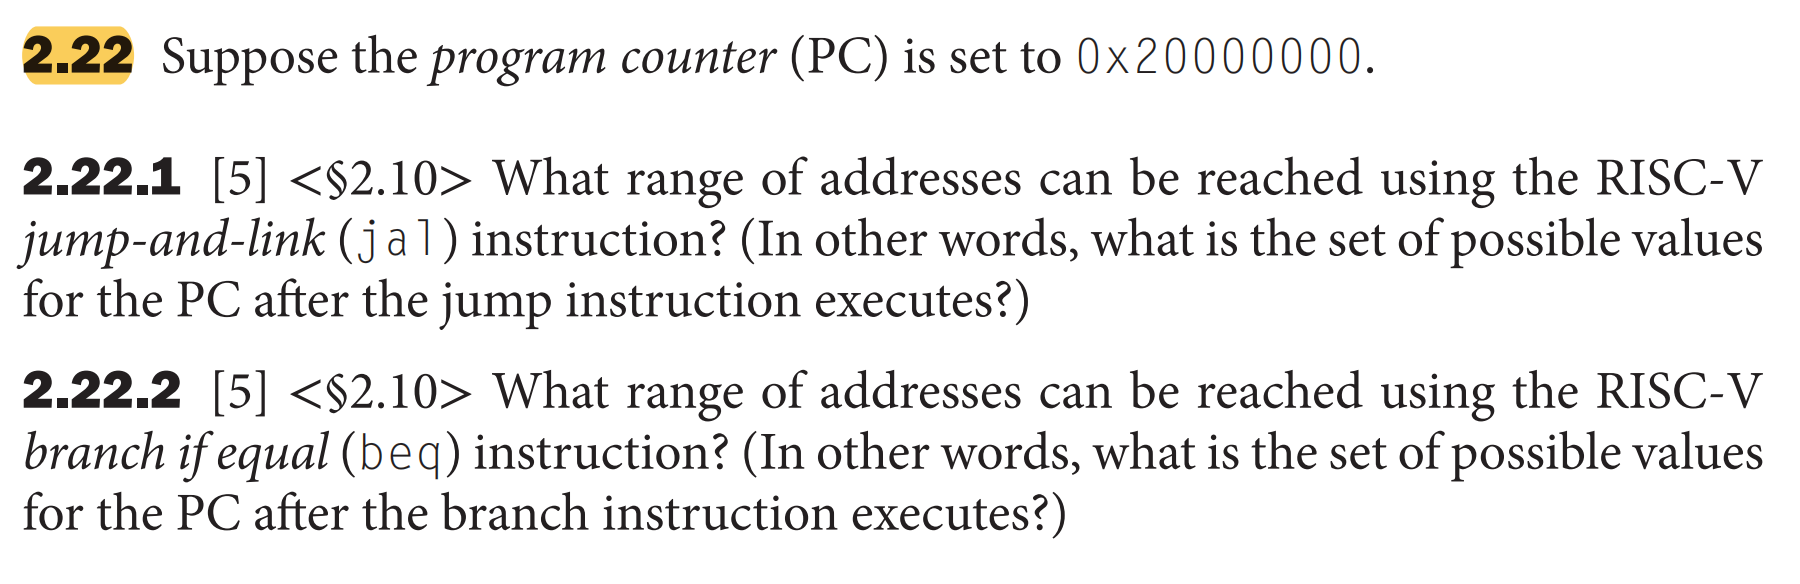 2.22 Suppose the program counter (PC) is set to 0x20000000.
2.22.1 [5] <§2.10> What range of addresses can be reached using the RISC-V
jump-and-link (jal) instruction? (In other words, what is the set of possible values
for the PC after the jump instruction executes?)
2.22.2 [5] <§2.10> What range of addresses can be reached using the RISC-V
branch if equal (beq) instruction? (In other words, what is the set of possible values
for the PC after the branch instruction executes?)